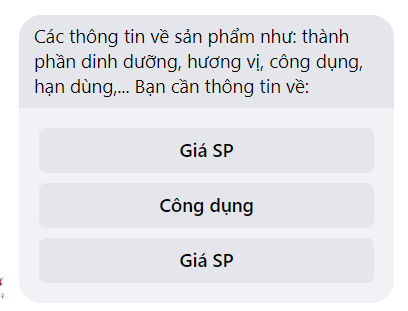 Các thông tin về sản phẩm như: thành
phần dinh dưỡng, hương vị, công dụng,
hạn dùng,... Bạn cần thông tin về:
Giá SP
Công dụng
Giá SP